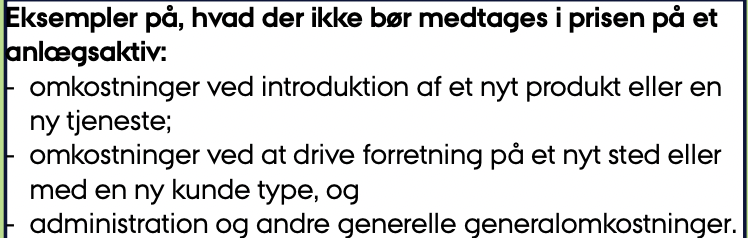 Eksempler på, hvad der ikke bør medtages i prisen på et
anlægsaktiv:
- omkostninger ved introduktion af et nyt produkt eller en
ny tjeneste;
- omkostninger ved at drive forretning på et nyt sted eller
med en ny kunde type, og
- administration og andre generelle generalomkostninger.